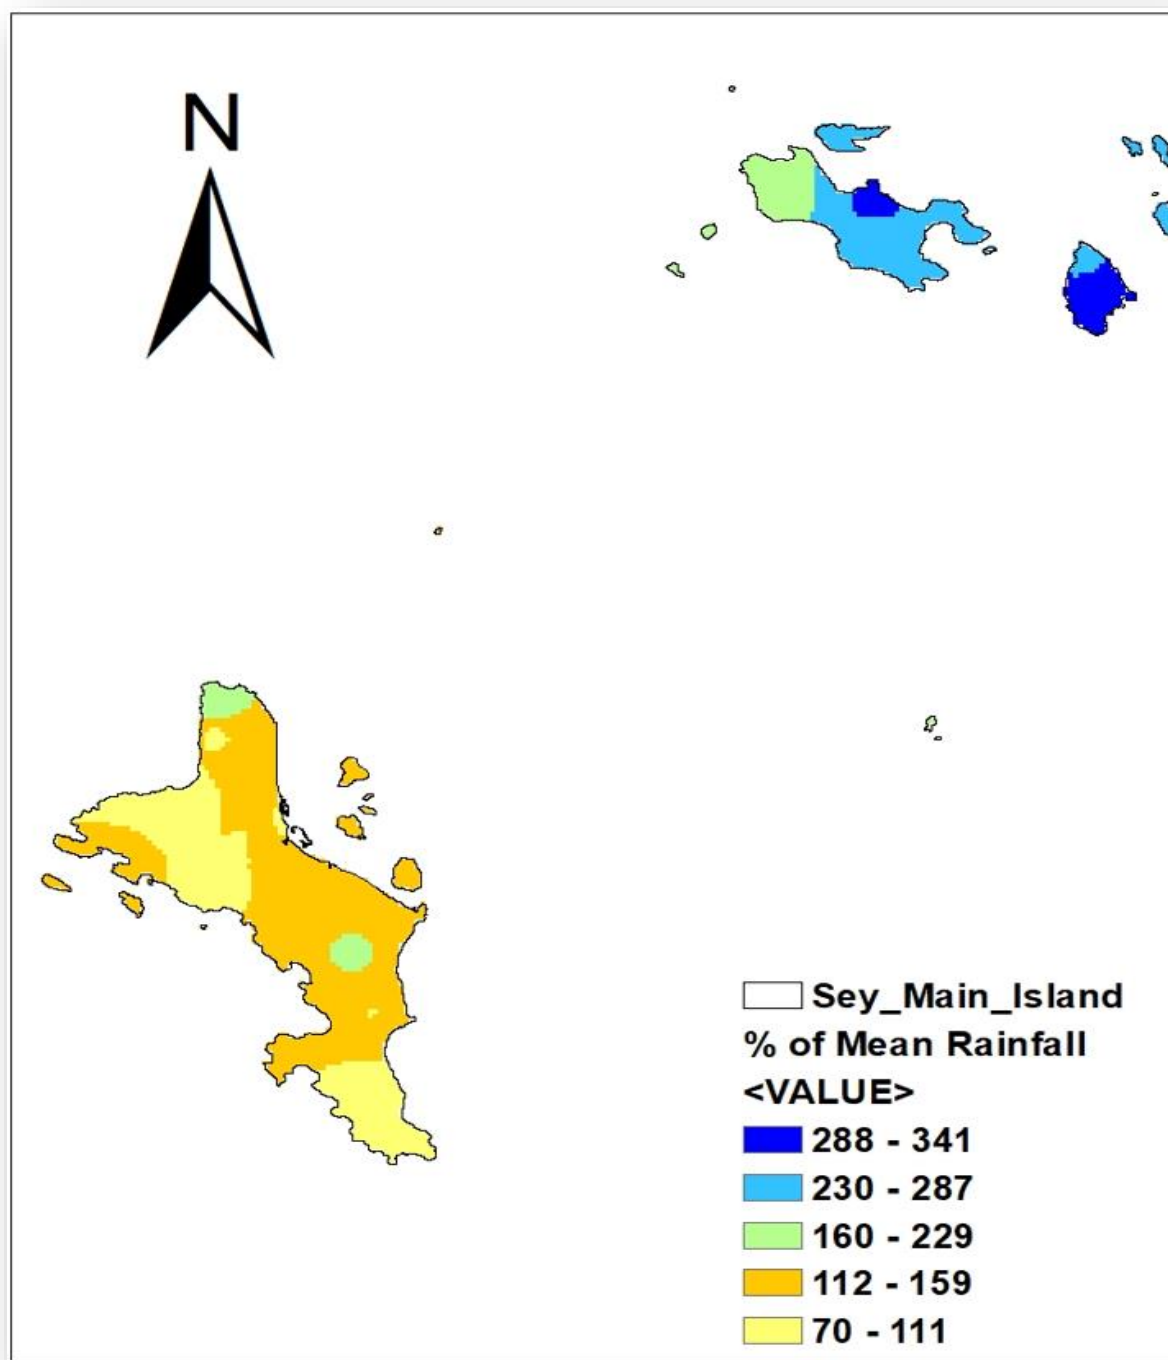 N
Sey_Main_Island
% of Mean Rainfall
<VALUE>
288 - 341
230 - 287
160 - 229
112 - 159
70 - 111